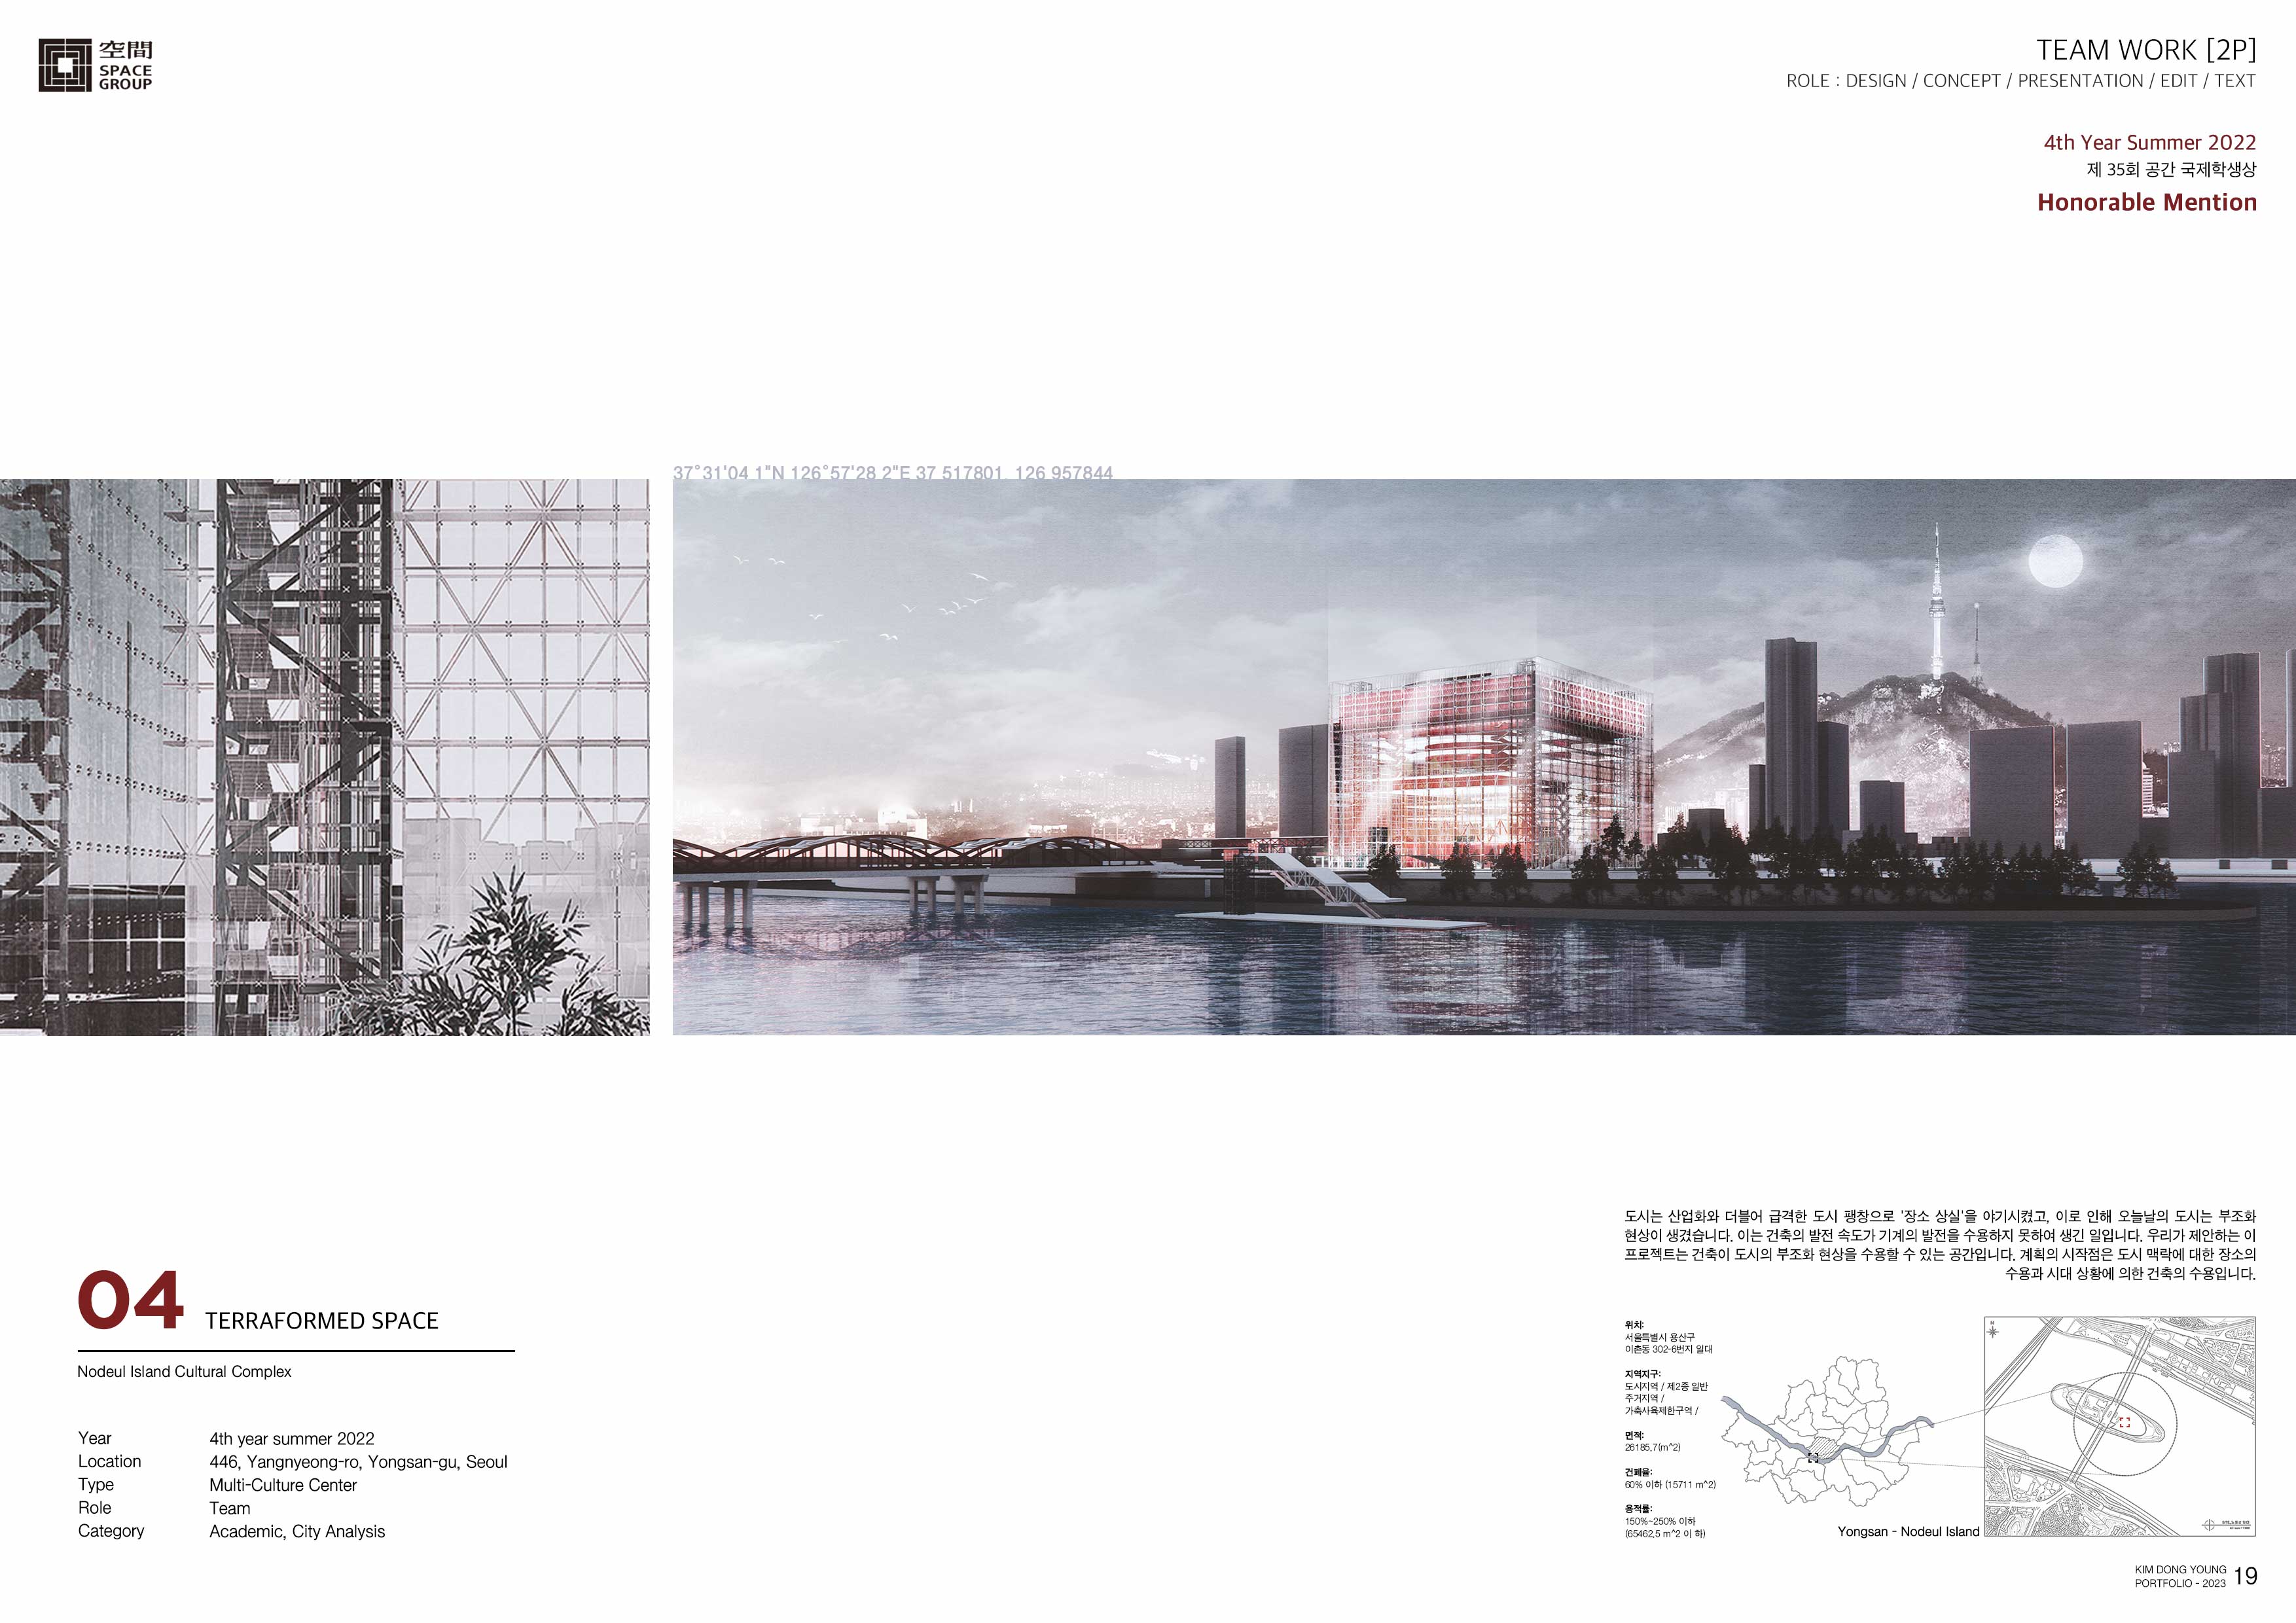 空間
SPACE
GROUP
TEAM WORK [2P]
ROLE : DESIGN / CONCEPT / PRESENTATION / EDIT / TEXT
4th Year Summer 2022
제 35회 공간 국제학생상
Honorable Mention
37°31'04 1"N 126°57'28 2"E 37 517801 126 957844
도시는 산업화와 더불어 급격한 도시 팽창으로 '장소 상실'을 야기시켰고, 이로 인해 오늘날의 도시는 부조화
현상이 생겼습니다. 이는 건축의 발전 속도가 기계의 발전을 수용하지 못하여 생긴 일입니다. 우리가 제안하는 이
프로젝트는 건축이 도시의 부조화 현상을 수용할 수 있는 공간입니다. 계획의 시작점은 도시 맥락에 대한 장소의
수용과 시대 상황에 의한 건축의 수용입니다.
04 TERRAFORMED SPACE
Nodeul Island Cultural Complex
Year 4th year summer 2022
Location 446, Yangnyeong-ro, Yongsan-gu, Seoul
Type Multi-Culture Center
Role Team
Category Academic, City Analysis
위치:
서울특별시 용산구
이촌동 302-6번지 일대
지역지구:
도시지역 / 제2종 일반
주거지역 /
가축사육제한구역 /
면적:
26185.7(m^2)
건폐율:
60% 이하 (15711 m^2)
용적률:
150%~250% 이하
(65462.5 m^2 이 하)
Yongsan - Nodeul Island
N
KIM DONG YOUNG
PORTFOLIO - 2023
19